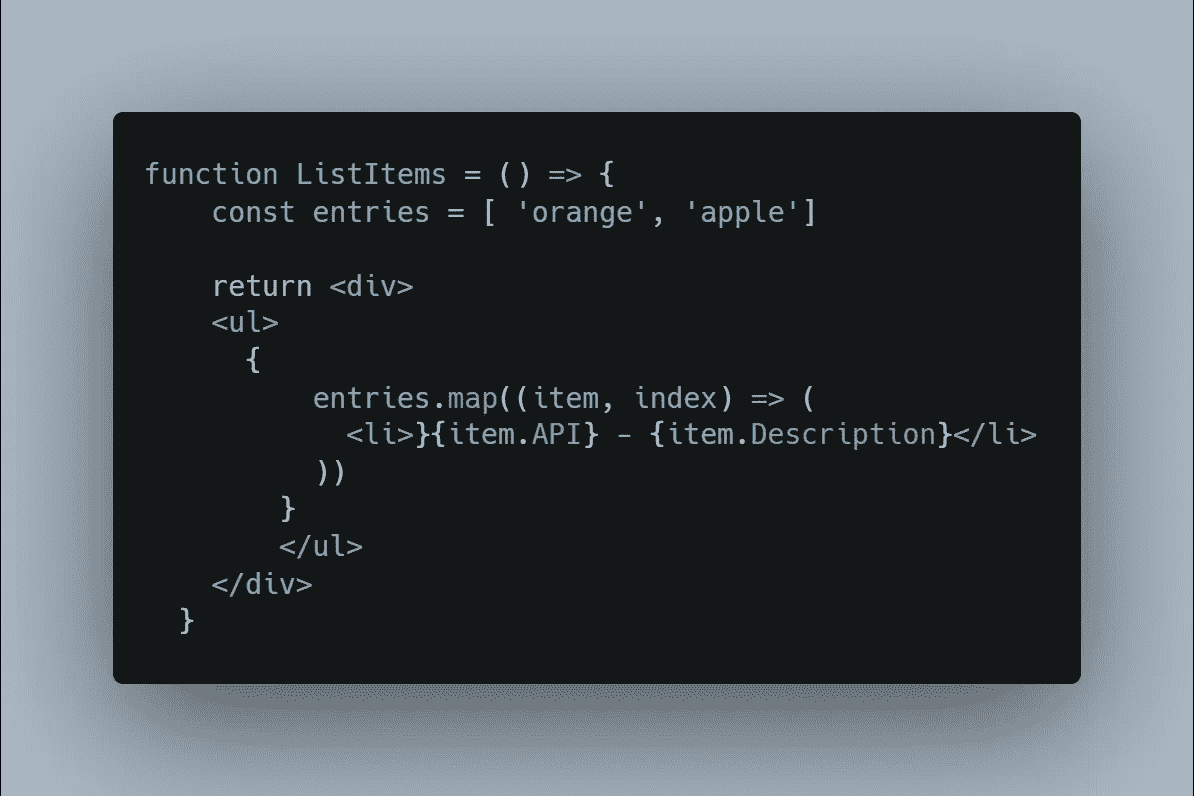 function ListItems = () => {
const entries = [ 'orange', 'apple']
return <div>
<ul>
{
entries.map((item, index) => (
<li>}{item.API} - {item.Description}</li>
))
}
</ul>
</div>
}